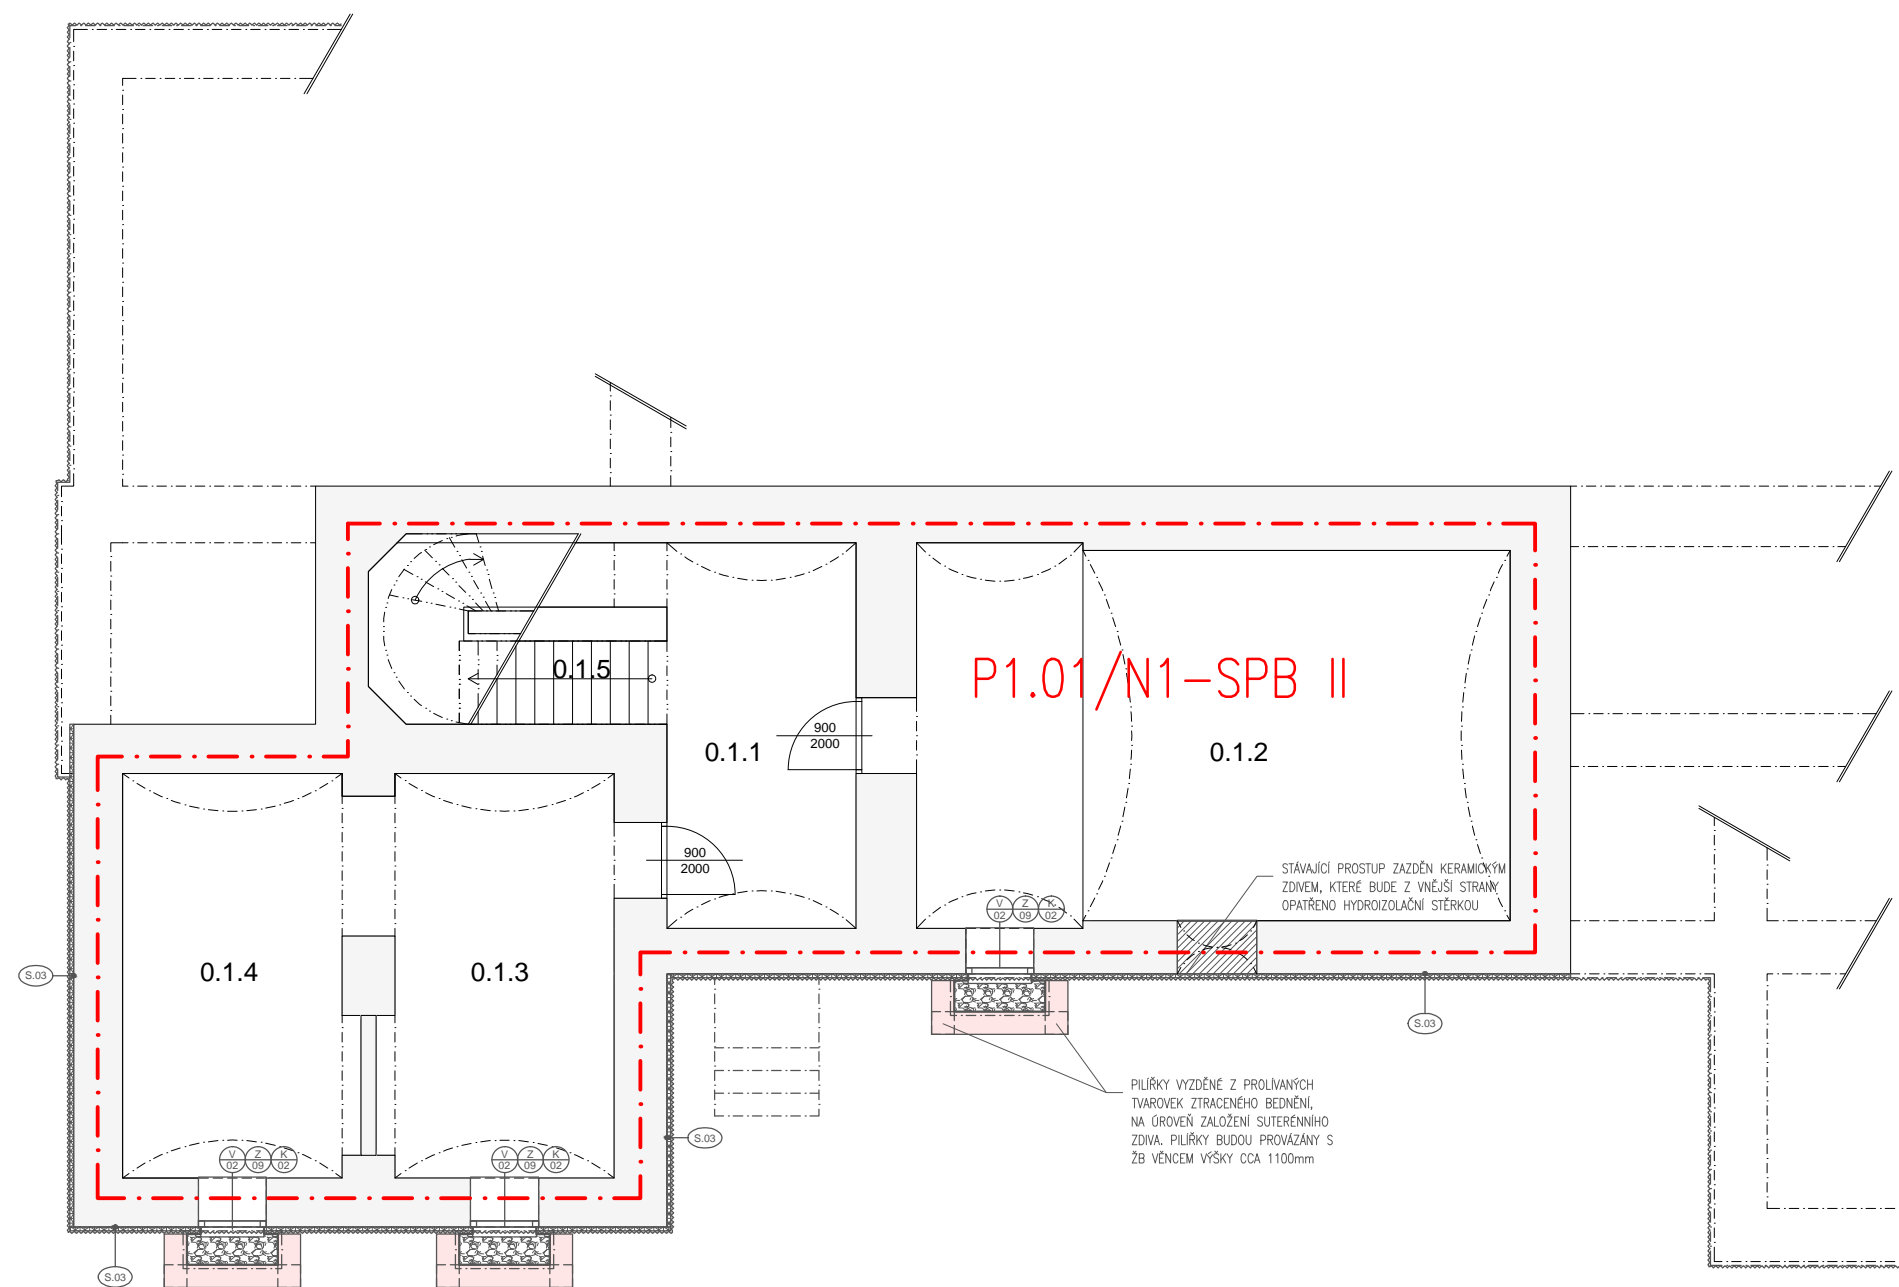 0.1.5
P1.01/N1-SPB II
900
2000
0.1.1
0.1.2
900
2000
STÁVAJÍCÍ PROSTUP ZAZDĚN KERAMICKÝM
ZDIVEM, KTERÉ BUDE Z VNĚJŠÍ STRANY
OPATŘENO HYDROIZOLAČNÍ STĚRKOU
V Z K
02 09 02
0.1.4
0.1.3
S.03
S.03
PILÍŘKY VYZDĚNÉ Z PROLÍVANÝCH
TVAROVEK ZTRACENÉHO BEDNĚNÍ,
NA ÚROVEŇ ZALOŽENÍ SUTERÉNNÍHO
ZDIVA. PILÍŘKY BUDOU PROVÁZÁNY S
ŽB VĚNCEM VÝŠKY CCA 1100mm
S.03
V Z K
02 09 02
V Z K
02 09 02
S.03